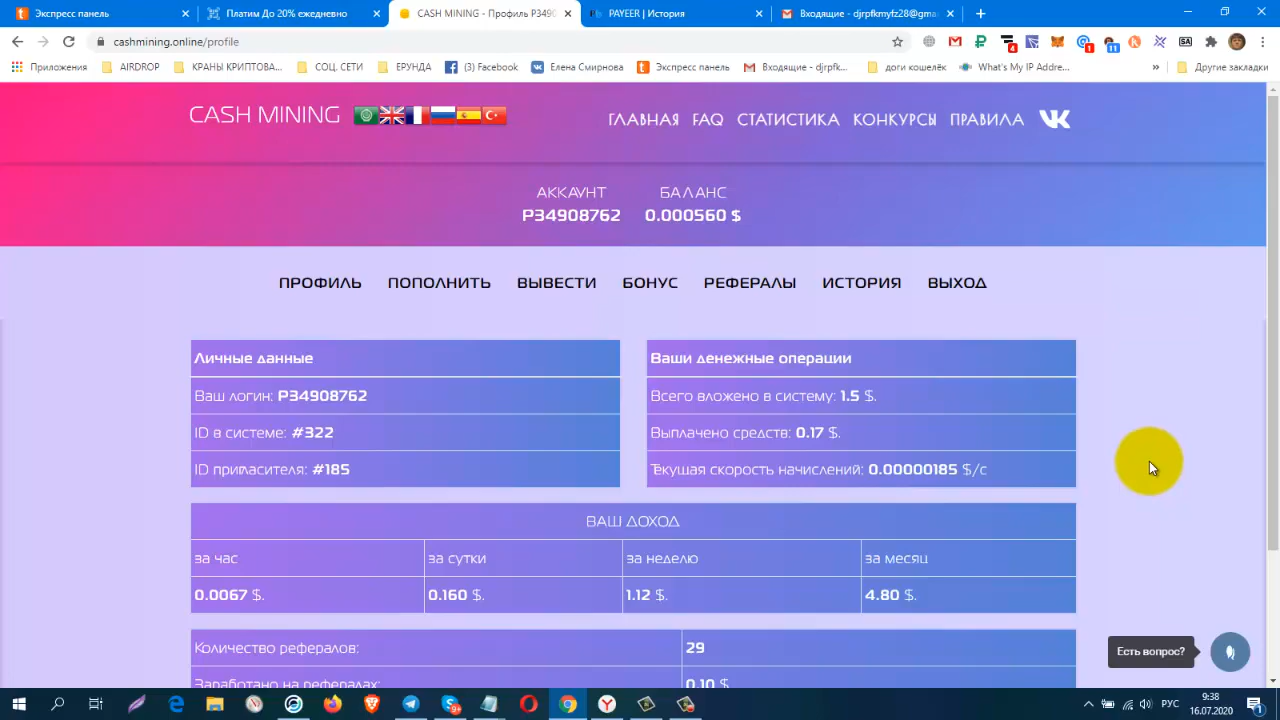 Экспресс панель
Платим До 20% ежедневно
CASH MINING - Профиль P3490
PAYEER | История
Входящие - djrpfkmyfz28@gma
cashmining.online/profile
Приложения
AIRDROP
КРАНЫ КРИПТОВА...
СОЦ. СЕТИ
ЕРУНДА
(3) Facebook
Елена Смирнова
Экспресс панель
Входящие - djrpfk...
доги кошелёк
What's My IP Addre...
Другие закладки
CASH MINING
ГЛАВНАЯ FAQ СТАТИСТИКА КОНКУРСЫ ПРАВИЛА
АККАУНТ БАЛАНС
P34908762 0.000560 $
ПРОФИЛЬ ПОПОЛНИТЬ ВЫВЕСТИ БОНУС РЕФЕРАЛЫ ИСТОРИЯ ВЫХОД
Личные данные
Ваш логин: P34908762
ID в системе: #322
ID пригласителя: #185
Ваши денежные операции
Всего вложено в систему: 1.5 $.
Выплачено средств: 0.17 $.
Текущая скорость начислений: 0.00000185 $/с
ВАШ ДОХОД
за час за сутки за неделю за месяц
0.0067 $. 0.160 $. 1.12 $. 4.80 $.
Количество рефералов: 29
Заработано на рефералах: 0.10 $
Есть вопрос?
РУС
9:38
16.07.2020